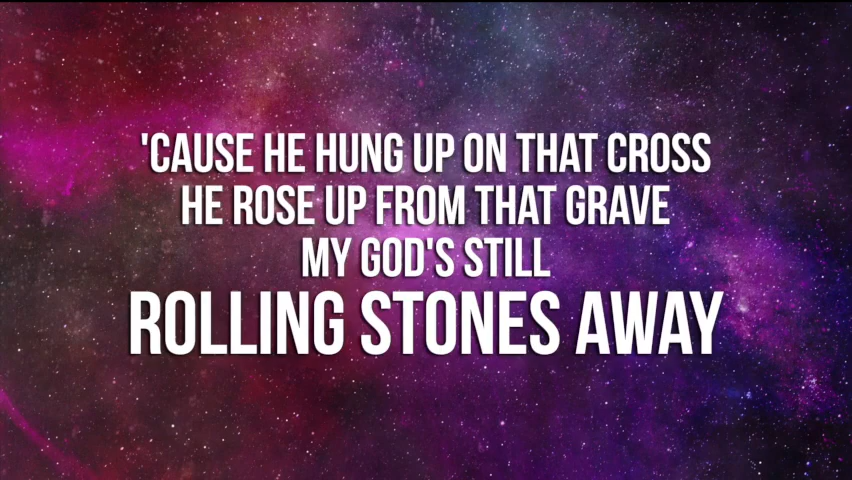 'CAUSE HE HUNG UP ON THAT CROSS
HE ROSE UP FROM THAT GRAVE
MY GOD'S STILL
ROLLING STONES AWAY